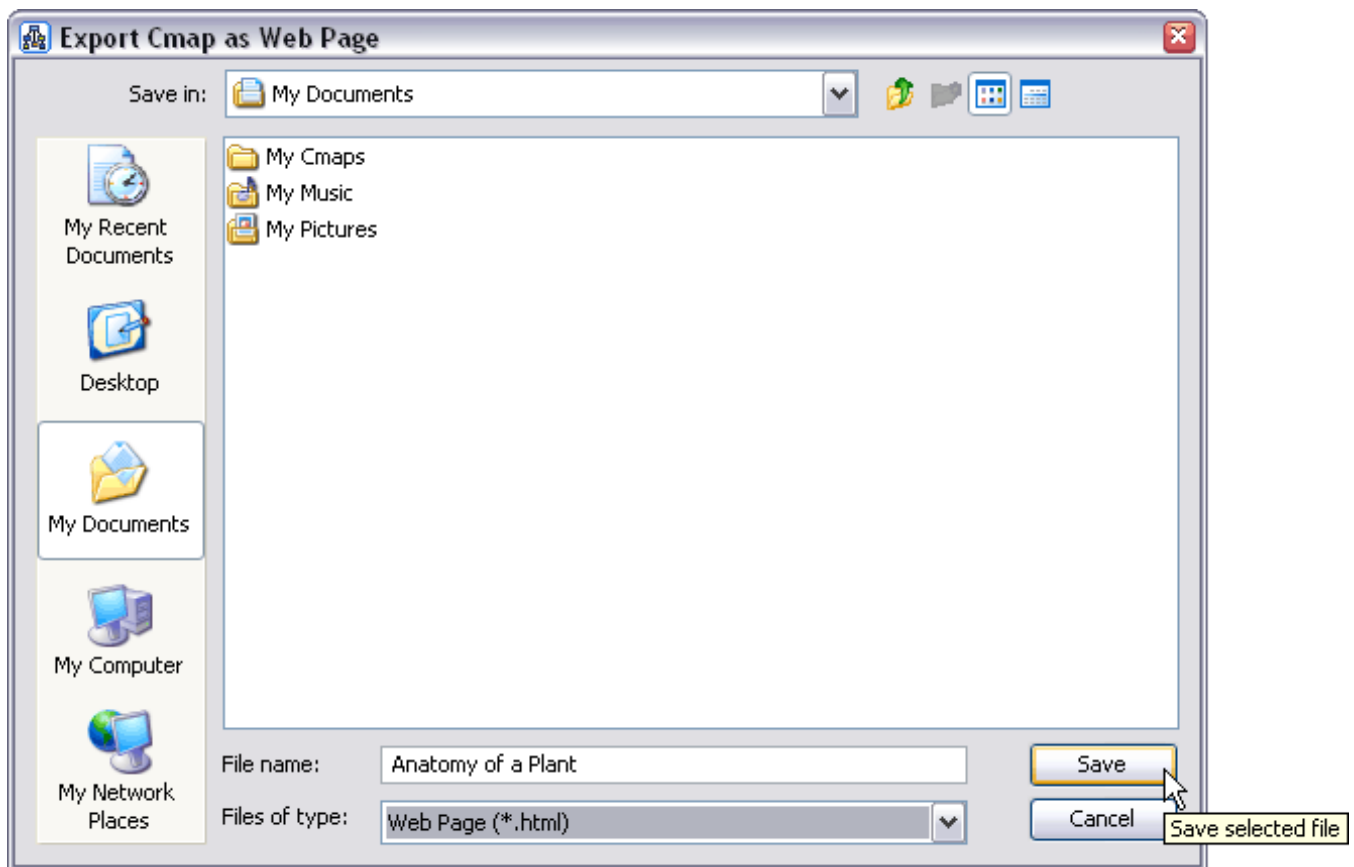 Export Cmap as Web Page
Save in:
My Documents
My Recent
Documents
Desktop
My Documents
My Computer
My Network
Places
My Cmaps
My Music
My Pictures
File name:
Anatomy of a Plant
Save
Files of type:
Web Page (*.html)
Cancel
Save selected file